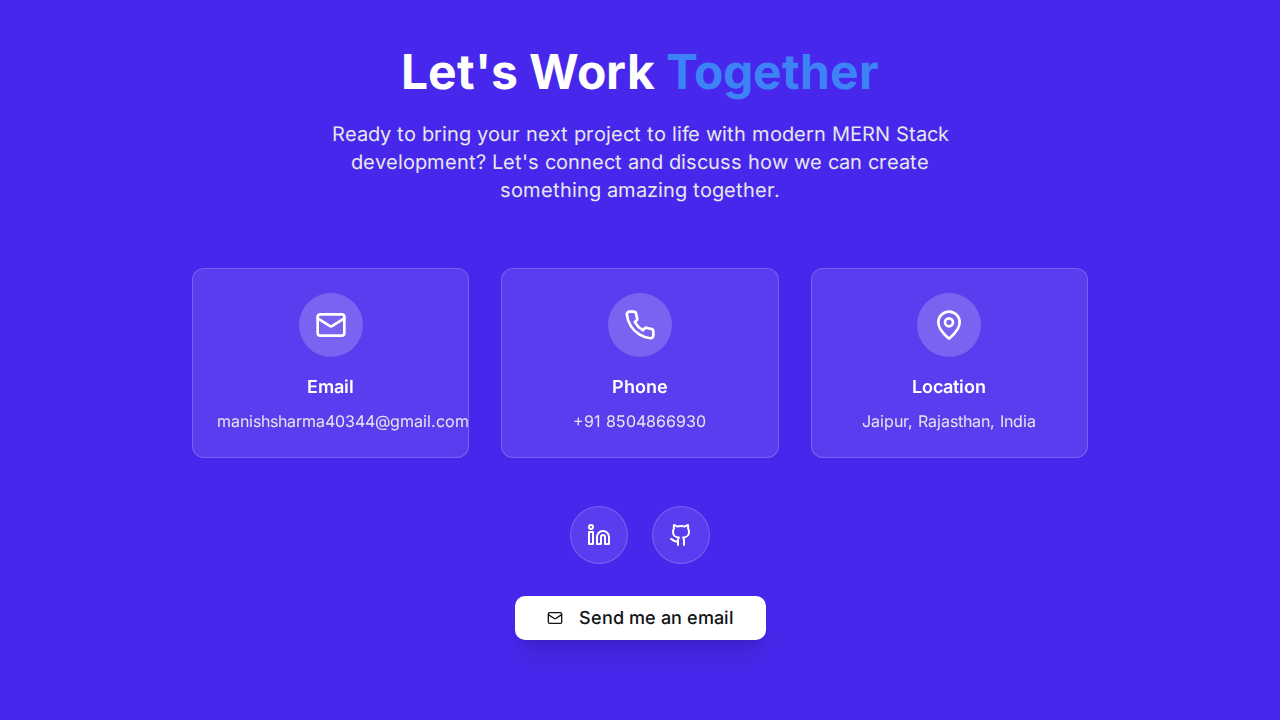 Let's Work Together
Ready to bring your next project to life with modern MERN Stack
development? Let's connect and discuss how we can create
something amazing together.
Email
manishsharma40344@gmail.com
Phone
+91 8504866930
Location
Jaipur, Rajasthan, India
Send me an email